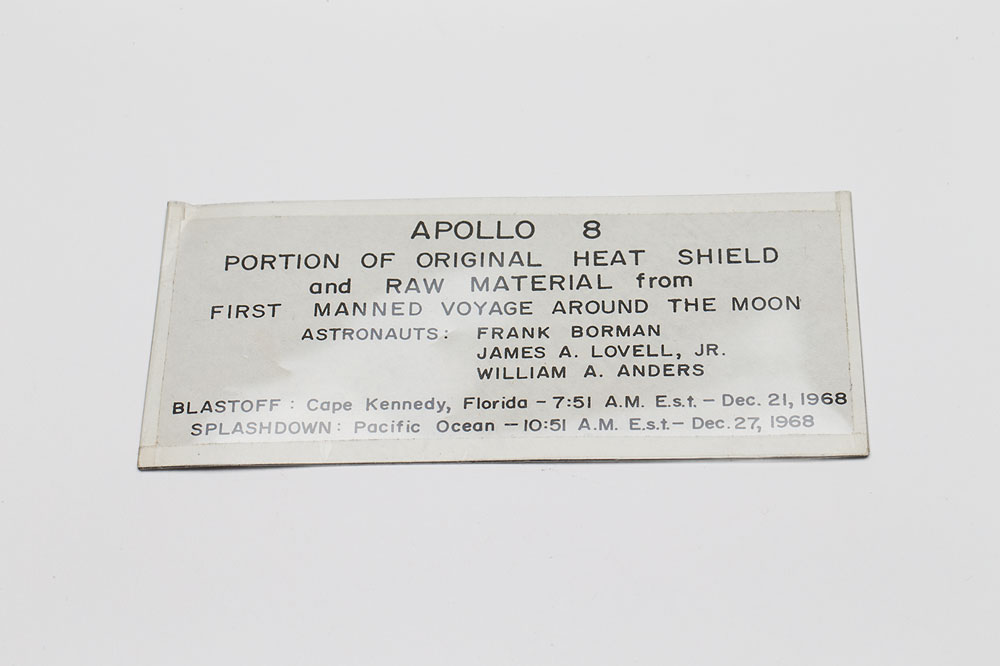 APOLLO 8
PORTION OF ORIGINAL HEAT SHIELD
and RAW MATERIAL from
FIRST MANNED VOYAGE AROUND THE MOON
ASTRONAUTS: FRANK BORMAN
JAMES A. LOVELL, JR.
WILLIAM A. ANDERS
BLASTOFF: Cape Kennedy, Florida - 7:51 A.M. E.s.t. - Dec. 21, 1968
SPLASHDOWN: Pacific Ocean - 10:51 A.M. E.s.t. - Dec. 27, 1968